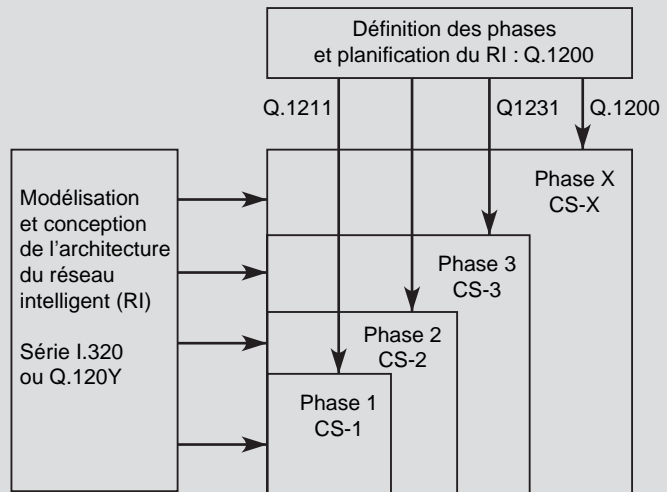 Définition des phases
et planification du RI : Q.1200
Q.1211
Q1231
Q.1200
Modélisation
et conception
de l'architecture
du réseau
intelligent (RI)
Série I.320
ou Q.120Y
Phase X
CS-X
Phase 3
CS-3
Phase 2
CS-2
Phase 1
CS-1